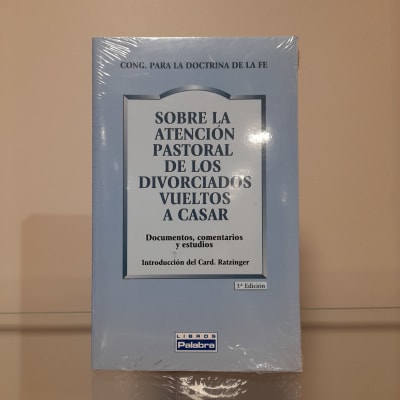 CONG. PARA LA DOCTRINA DE LA FE
SOBRE LA
ATENCIÓN
PASTORAL
DE LOS
DIVORCIADOS
VUELTOS
A CASAR
Documentos, comentarios
y estudios
Introducción del Card. Ratzinger
1ª Edición
LIBROS
Palabra